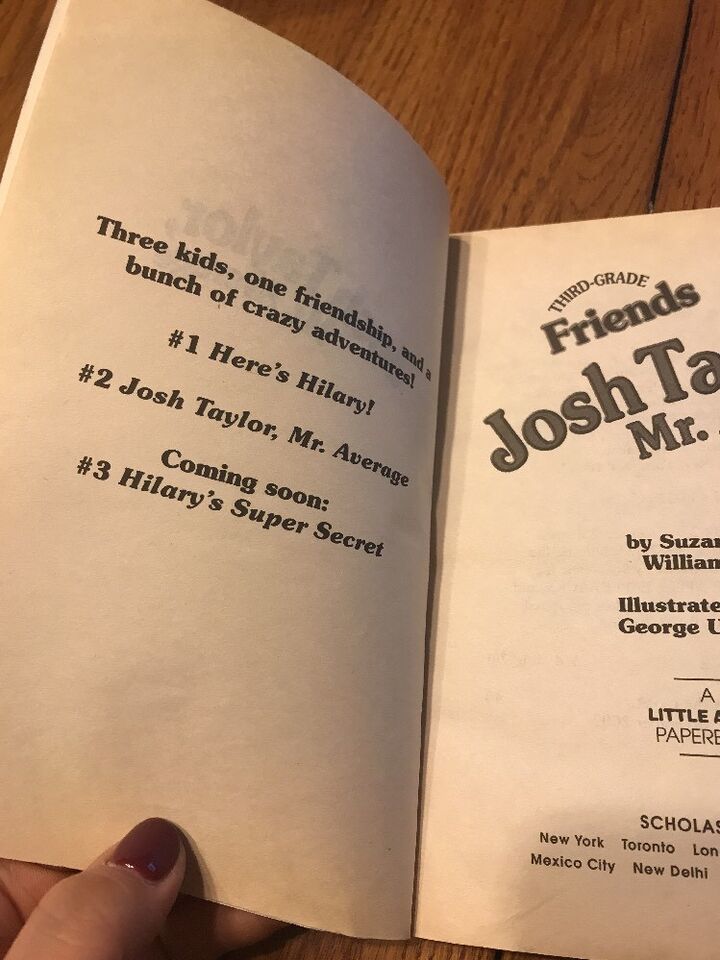 Three kids, one friendship, and a
bunch of crazy adventures!
#1 Here's Hilary!
#2 Josh Taylor, Mr. Average
Coming soon:
#3 Hilary's Super Secret
THIRD-GRADE
Friends
Josh Ta
Mr.
by Suzan
William
Illustrate
George U
A
LITTLE A
PAPERB
SCHOLAS
New York Toronto Lon
Mexico City New Delhi